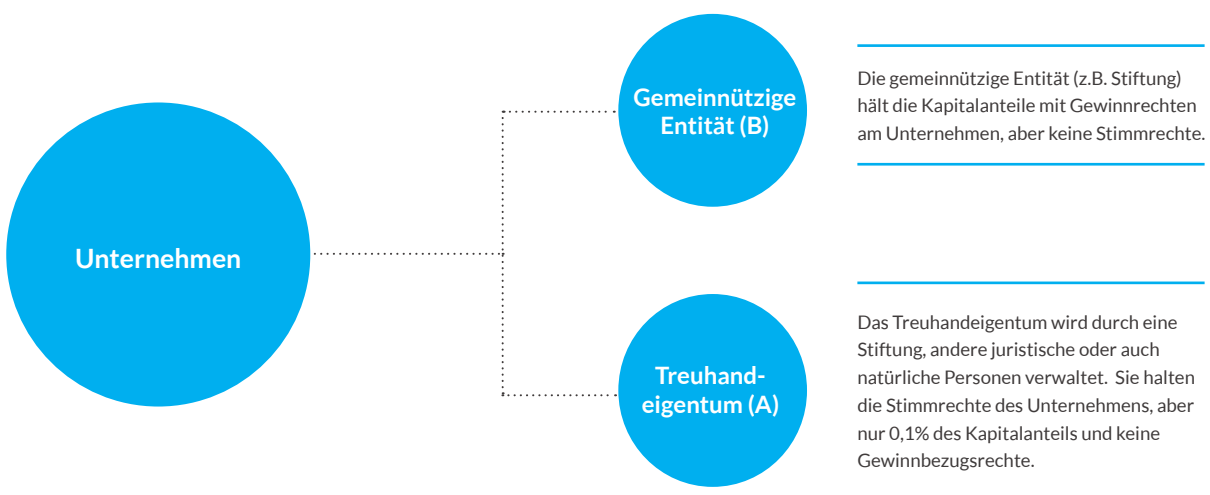 Unternehmen
Gemeinnützige
Entität (B)
Die gemeinnützige Entität (z.B. Stiftung)
hält die Kapitalanteile mit Gewinnrechten
am Unternehmen, aber keine Stimmrechte.
Treuhand-
eigentum (A)
Das Treuhandeigentum wird durch eine
Stiftung, andere juristische oder auch
natürliche Personen verwaltet.  Sie halten
die Stimmrechte des Unternehmens, aber
nur 0,1% des Kapitalanteils und keine
Gewinnbezugsrechte.